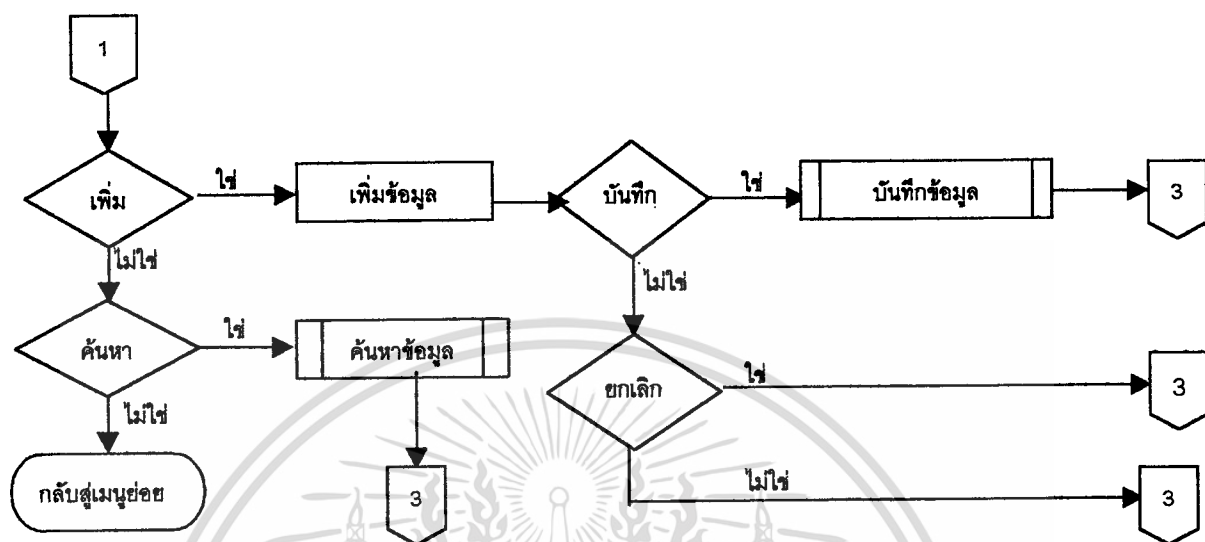 1
เพิ่ม
ใช่
เพิ่มข้อมูล
บันทึก
ใช่
บันทึกข้อมูล
3
ไม่ใช่
ไม่ใช่
ค้นหา
ใช่
ค้นหาข้อมูล
ยกเลิก
ใช่
3
ไม่ใช่
กลับสู่เมนูย่อย
3
ไม่ใช่
3